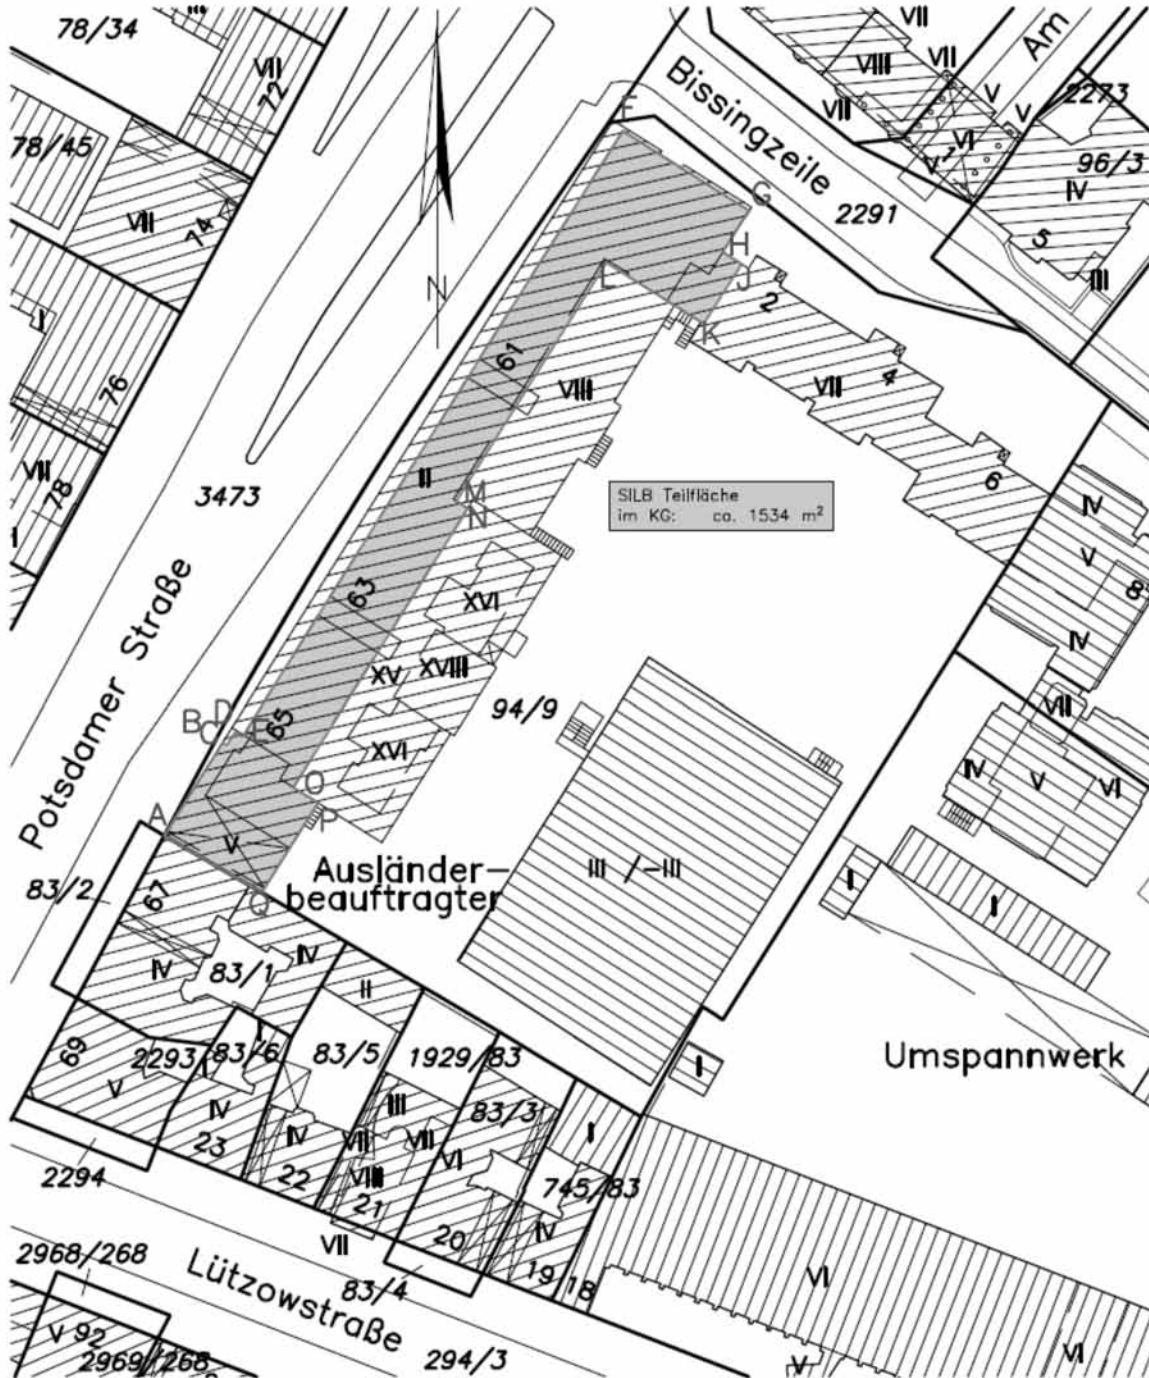 78/34
VII
72
VII
VIII
VII
VII
Am
V
V
2273
VI
96/3
IV
5
III
78/45
VII
74
Bissingzeile
2291
F
G
H
J
K
L
N
I
76
VII
78
I
3473
61
VIII
2
VII
4
6
II
M
N
SILB Teilfläche
im KG: ca. 1534 m²
IV
V
8
IV
VII
IV
V
VI
Potsdamer Straße
63
XVI
XV
XVIII
XVI
94/9
B
C
D
E
65
O
P
A
V
Q
83/2
67
Ausländer-
beauftragter
III /-III
I
I
IV
83/1
IV
II
69
V
2293
I
83/6
I
83/5
1929/83
83/3
I
Umspannwerk
I
IV
23
IV
22
III
VII
VII
VIII
21
VI
20
745/83
IV
19
18
2294
VII
83/4
VI
VI
V
2968/268
Lützowstraße
294/3
V
92
2969/268